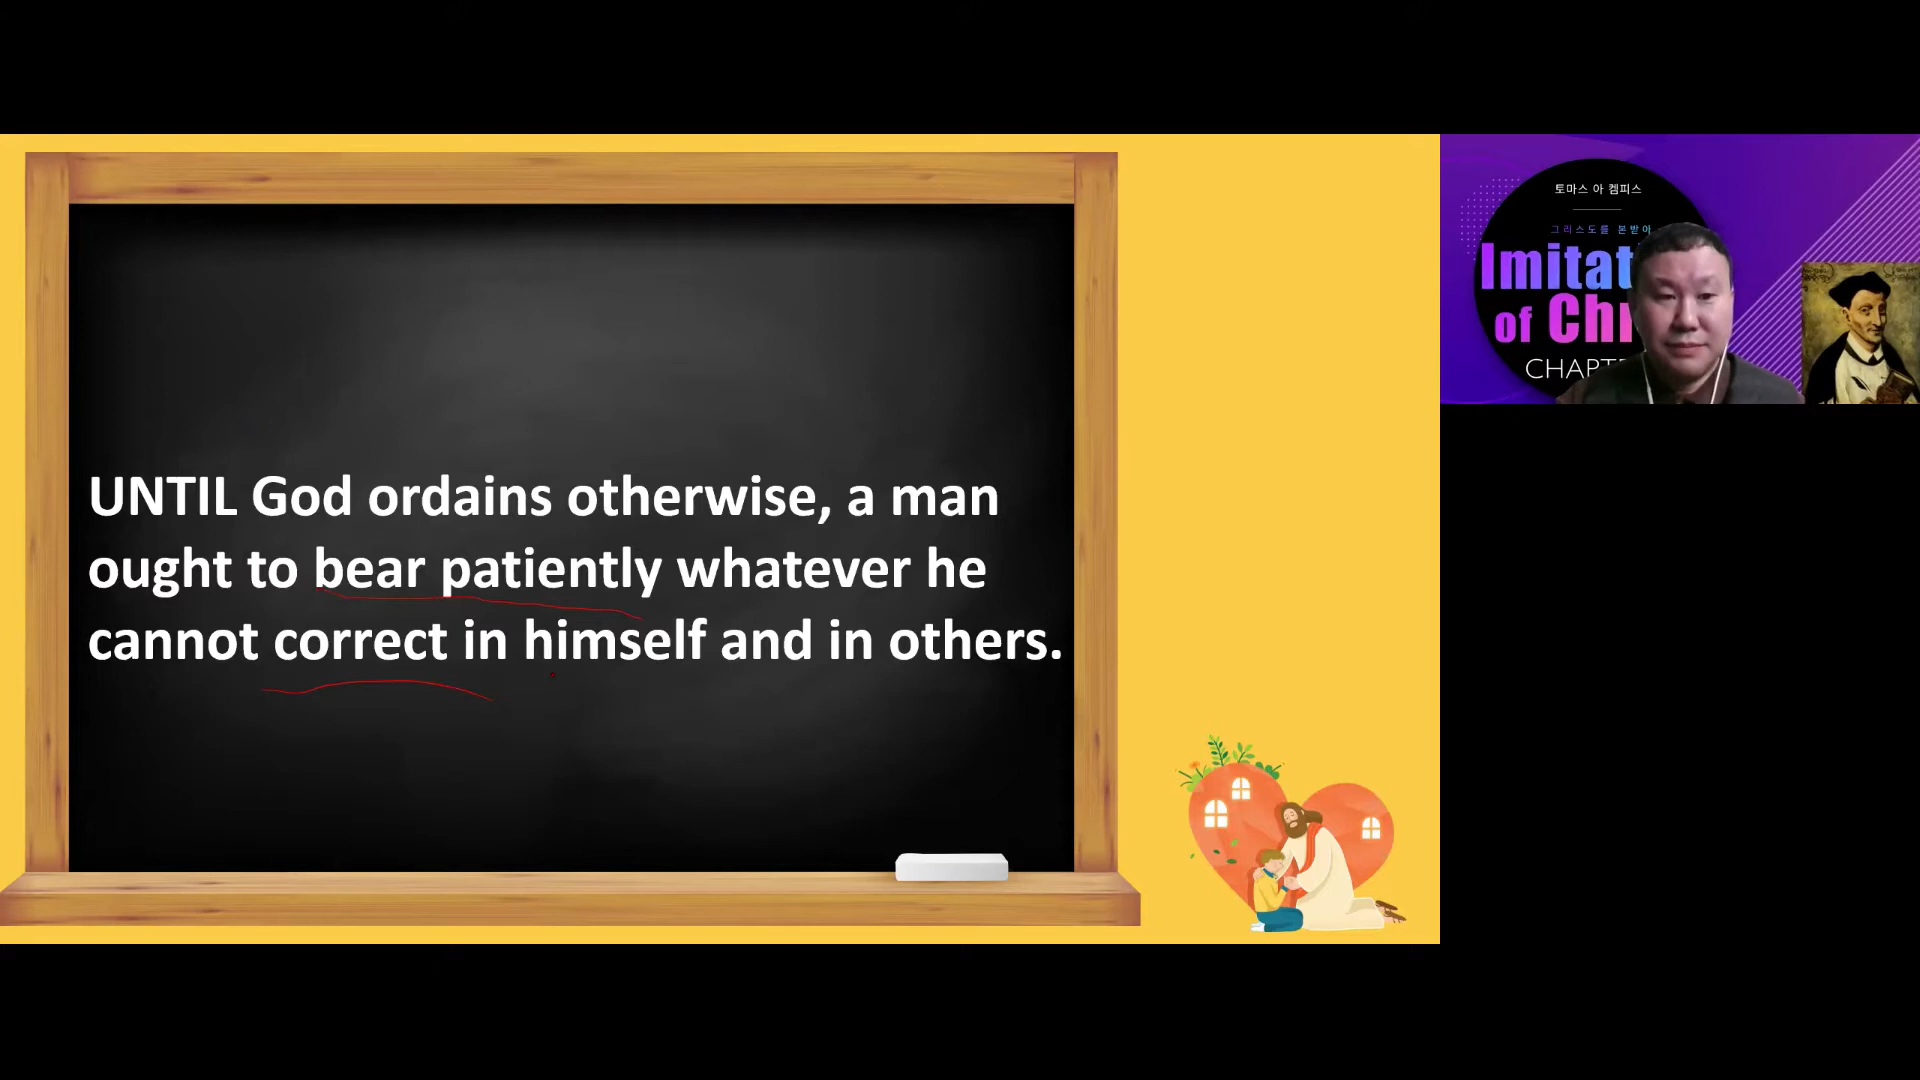 UNTIL God ordains otherwise, a man
ought to bear patiently whatever he
cannot correct in himself and in others.
토마스 아 켐피스
그리스도를 본받아
Imitat
of Chr
CHAPTE